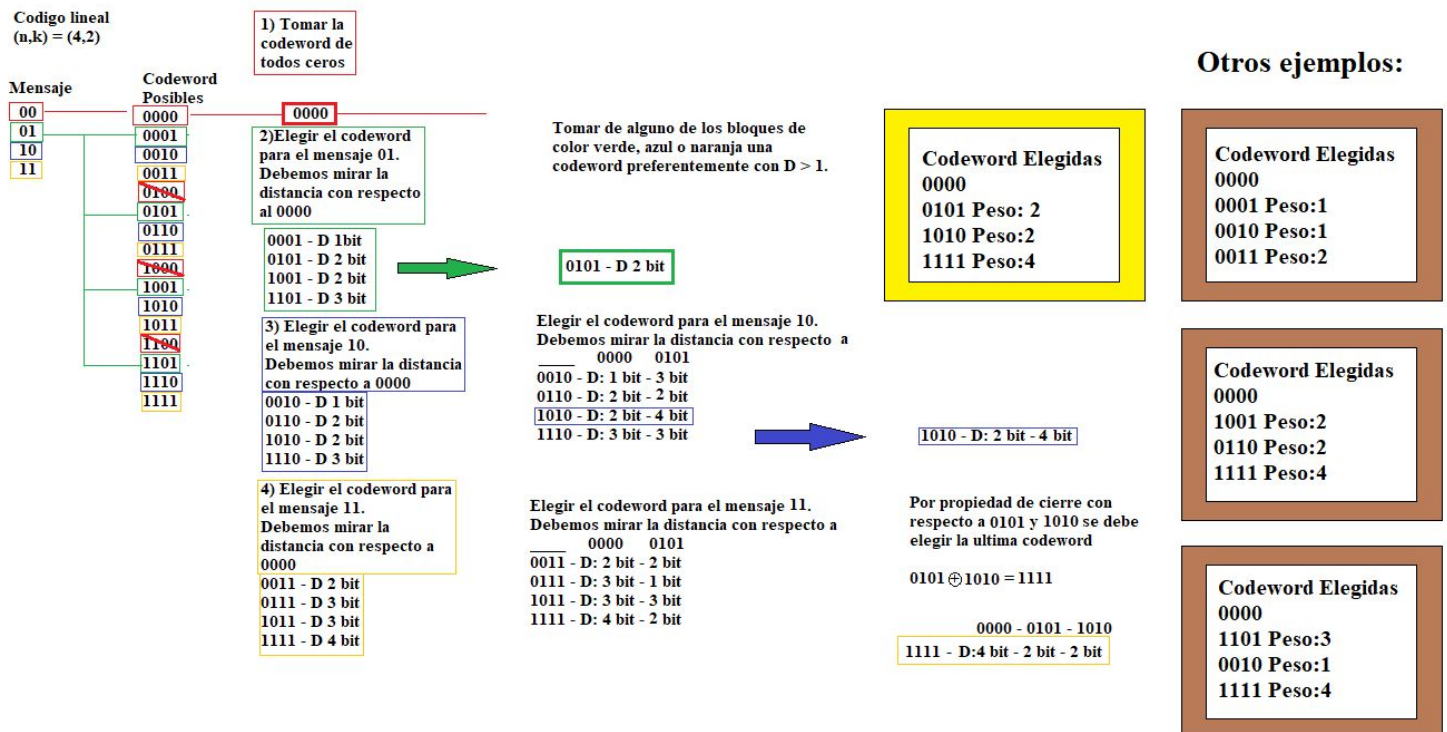 Codigo lineal
(n,k) = (4,2)
Mensaje
00
01
10
11
Codeword
Posibles
0000
0001
0010
0011
0100
0101
0110
0111
1000
1001
1010
1011
1100
1101
1110
1111
1) Tomar la
codeword de
todos ceros
0000
2)Elegir el codeword
para el mensaje 01.
Debemos mirar la
distancia con respecto
al 0000
0001 - D 1bit
0101 - D 2 bit
1001 - D 2 bit
1101 - D 3 bit
3) Elegir el codeword para
el mensaje 10.
Debemos mirar la distancia
con respecto a 0000
0010 - D 1 bit
0110 - D 2 bit
1010 - D 2 bit
1110 - D 3 bit
4) Elegir el codeword para
el mensaje 11.
Debemos mirar la
distancia con respecto a
0000
0011 - D 2 bit
0111 - D 3 bit
1011 - D 3 bit
1111 - D 4 bit
Tomar de alguno de los bloques de
color verde, azul o naranja una
codeword preferentemente con D > 1.
0101 - D 2 bit
Elegir el codeword para el mensaje 10.
Debemos mirar la distancia con respecto a
____ 0000 0101
0010 - D: 1 bit - 3 bit
0110 - D: 2 bit - 2 bit
1010 - D: 2 bit - 4 bit
1110 - D: 3 bit - 3 bit
1010 - D: 2 bit - 4 bit
Elegir el codeword para el mensaje 11.
Debemos mirar la distancia con respecto a
____ 0000 0101
0011 - D: 2 bit - 2 bit
0111 - D: 3 bit - 1 bit
1011 - D: 3 bit - 3 bit
1111 - D: 4 bit - 2 bit
Por propiedad de cierre con
respecto a 0101 y 1010 se debe
elegir la ultima codeword
0101 ⊕ 1010 = 1111
0000 - 0101 - 1010
1111 - D:4 bit - 2 bit - 2 bit
Codeword Elegidas
0000
0101 Peso: 2
1010 Peso:2
1111 Peso:4
Otros ejemplos:
Codeword Elegidas
0000
0001 Peso:1
0010 Peso:1
0011 Peso:2
Codeword Elegidas
0000
1001 Peso:2
0110 Peso:2
1111 Peso:4
Codeword Elegidas
0000
1101 Peso:3
0010 Peso:1
1111 Peso:4